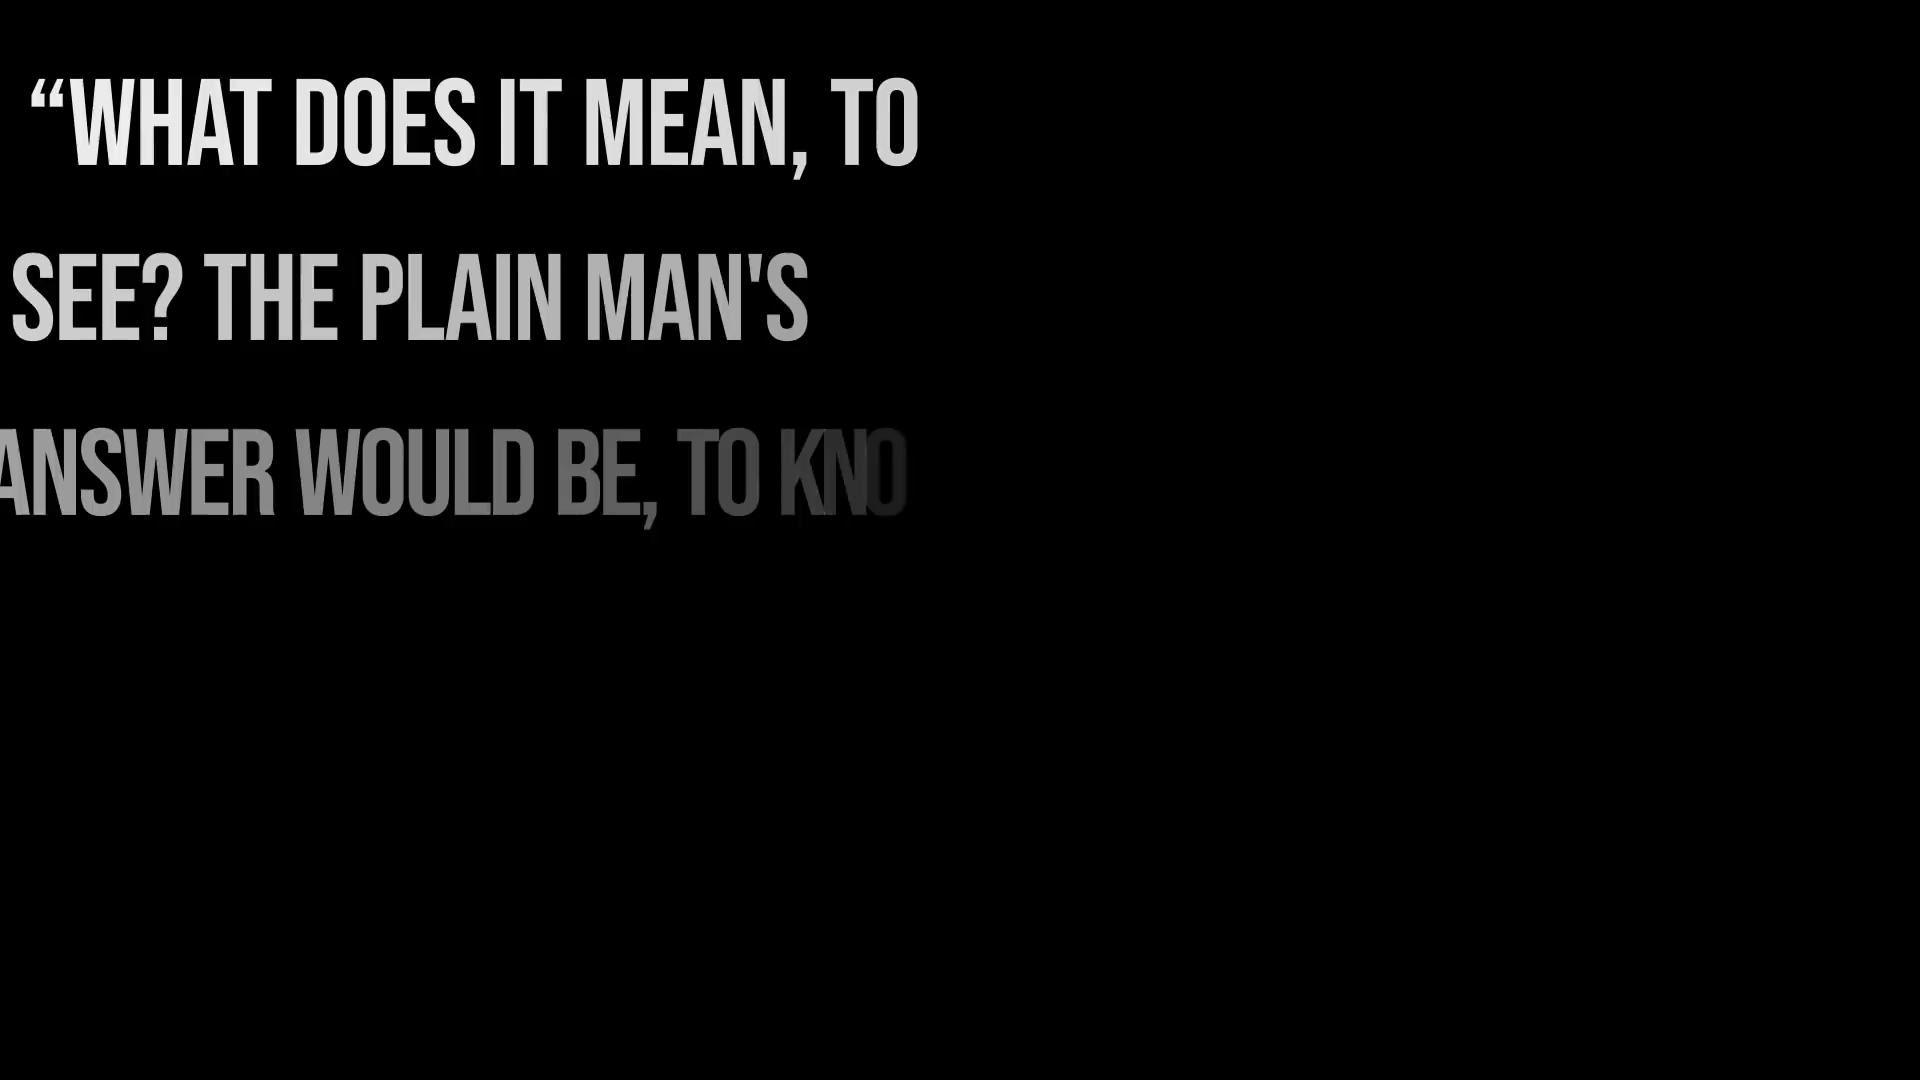 “WHAT DOES IT MEAN, TO
SEE? THE PLAIN MAN'S
ANSWER WOULD BE, TO KNO